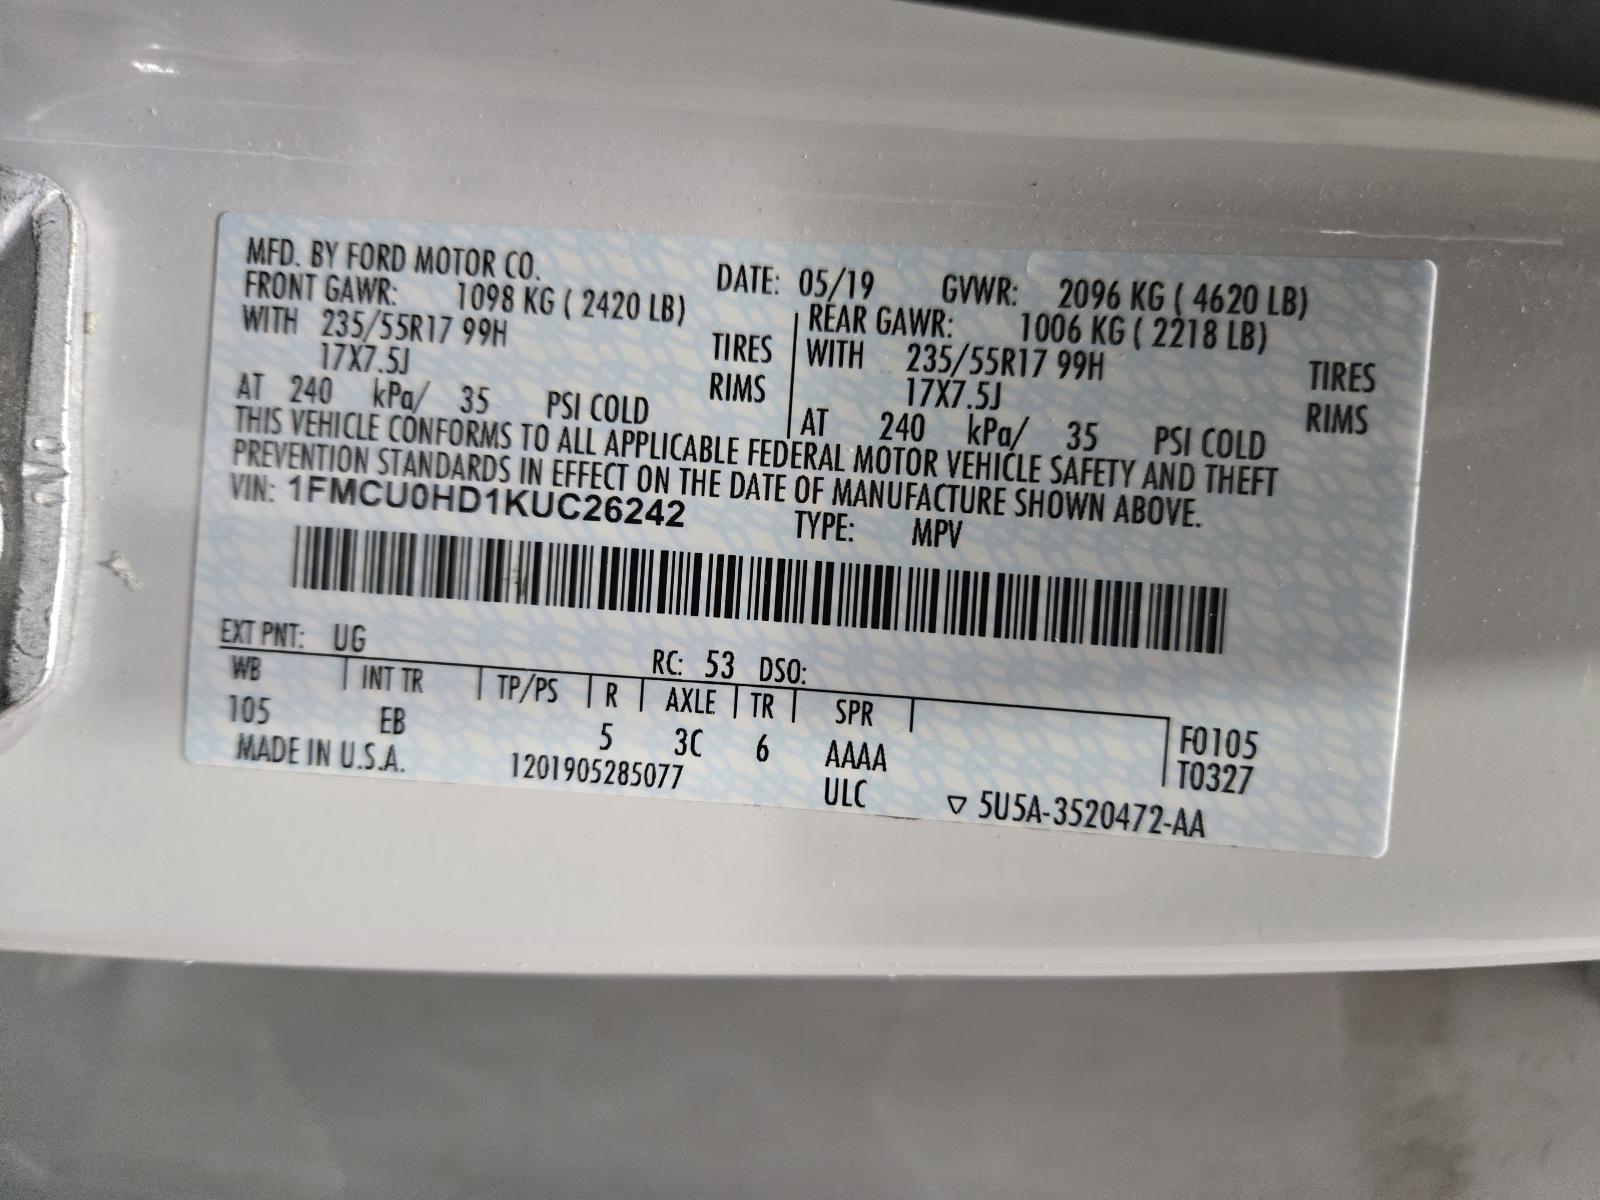 MFD. BY FORD MOTOR CO.
DATE: 05/19 GVWR: 2096 KG ( 4620 LB)
FRONT GAWR: 1098 KG ( 2420 LB)
WITH 235/55R17 99H TIRES
17X7.5J RIMS
AT 240 kPa/ 35 PSI COLD
REAR GAWR: 1006 KG ( 2218 LB)
WITH 235/55R17 99H TIRES
17X7.5J RIMS
AT 240 kPa/ 35 PSI COLD
THIS VEHICLE CONFORMS TO ALL APPLICABLE FEDERAL MOTOR VEHICLE SAFETY AND THEFT
PREVENTION STANDARDS IN EFFECT ON THE DATE OF MANUFACTURE SHOWN ABOVE.
VIN: 1FMCU0HD1KUC26242 TYPE: MPV
EXT PNT: UG RC: 53 DSO:
WB INT TR TP/PS R AXLE TR SPR
105 EB 5 3C 6 AAAA
F0105
T0327
MADE IN U.S.A. 1201905285077 ULC ▽ 5U5A-3520472-AA